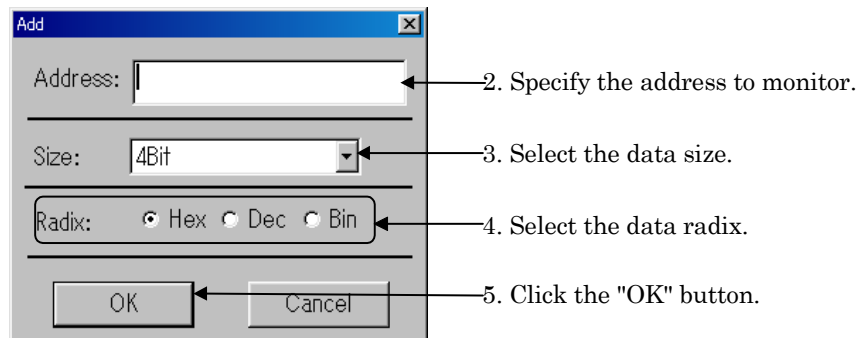 Add
Address:
2. Specify the address to monitor.
Size: 4Bit
3. Select the data size.
Radix: Hex Dec Bin
4. Select the data radix.
OK Cancel
5. Click the "OK" button.